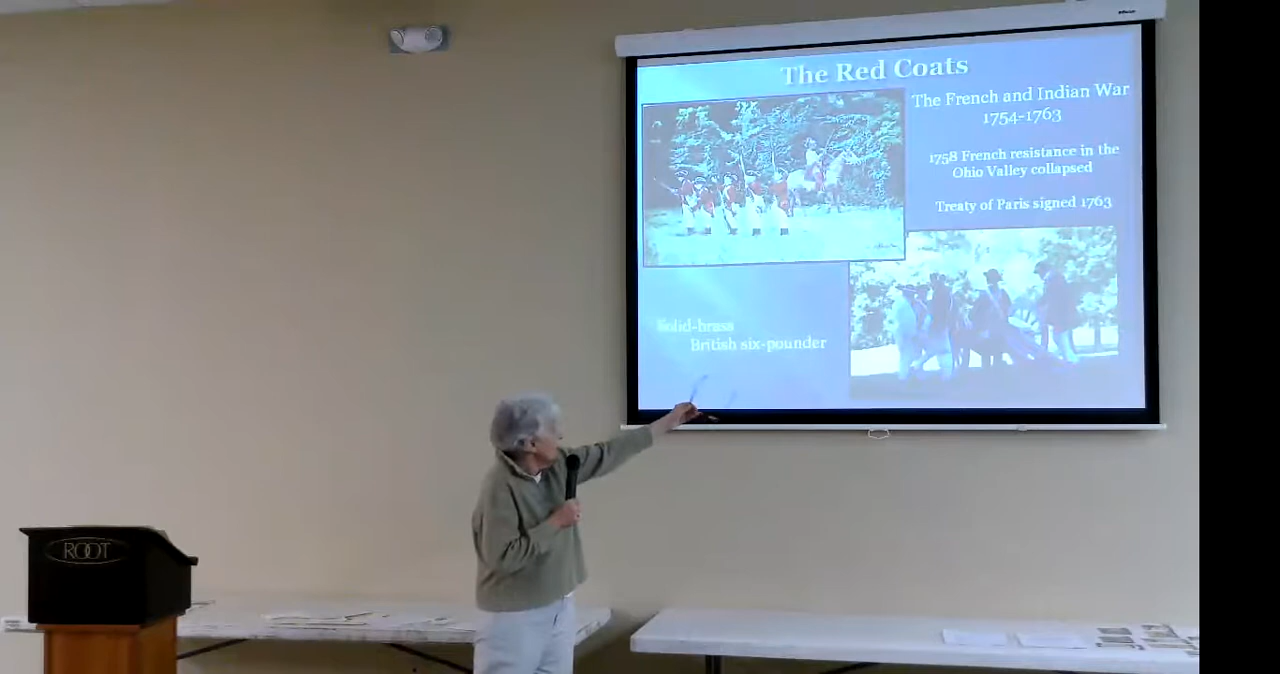 The Red Coats
The French and Indian War
1754-1763
1758 French resistance in the
Ohio Valley collapsed
Treaty of Paris signed 1763
Solid-brass
British six-pounder
ROOT